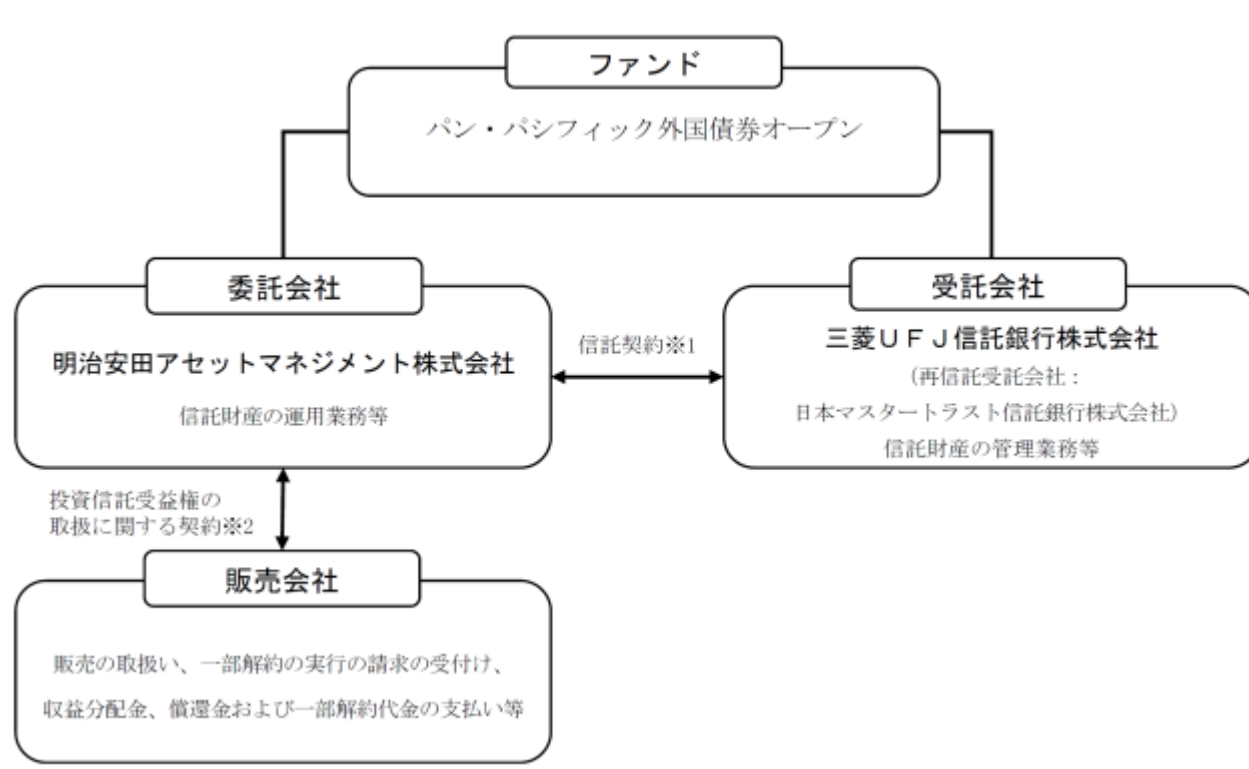 ファンド
パン・パシフィック外国債券オープン
委託会社
明治安田アセットマネジメント株式会社
信託財産の運用業務等
信託契約※1
受託会社
三菱ＵＦＪ信託銀行株式会社
(再信託受託会社：
日本マスタートラスト信託銀行株式会社)
信託財産の管理業務等
投資信託受益権の
取扱に関する契約※2
販売会社
販売の取扱い、一部解約の実行の請求の受付け、
収益分配金、償還金および一部解約代金の支払い等